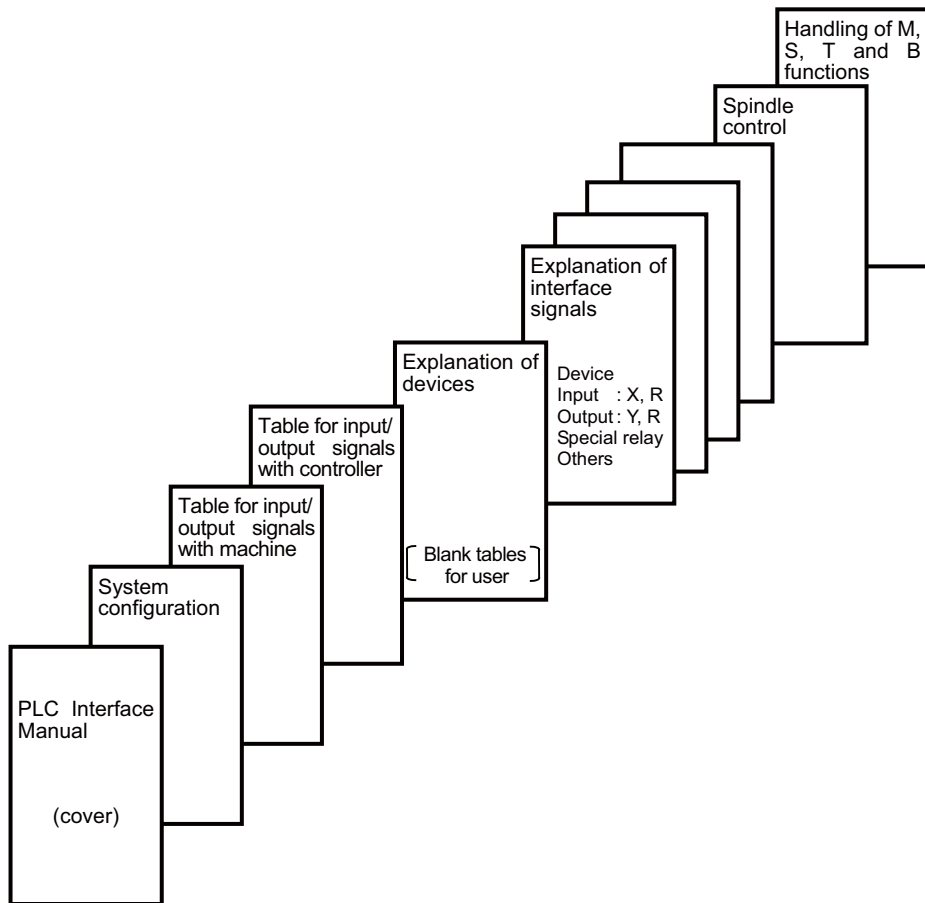 Handling of M,
S, T and B
functions
Spindle
control
Explanation of
interface
signals
Device
Input : X, R
Output : Y, R
Special relay
Others
Explanation of
devices
Blank tables
for user
Table for input/
output signals
with controller
Table for input/
output signals
with machine
System
configuration
PLC Interface
Manual
(cover)